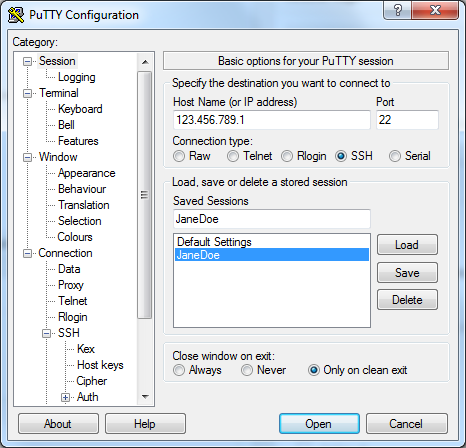 PuTTY Configuration
Category:
Session
Logging
Terminal
Keyboard
Bell
Features
Window
Appearance
Behaviour
Translation
Selection
Colours
Connection
Data
Proxy
Telnet
Rlogin
SSH
Kex
Host keys
Cipher
Auth
Basic options for your PuTTY session
Specify the destination you want to connect to
Host Name (or IP address) Port
123.456.789.1 22
Connection type:
Raw Telnet Rlogin SSH Serial
Load, save or delete a stored session
Saved Sessions
JaneDoe
Default Settings
JaneDoe
Load
Save
Delete
Close window on exit:
Always Never Only on clean exit
About Help Open Cancel